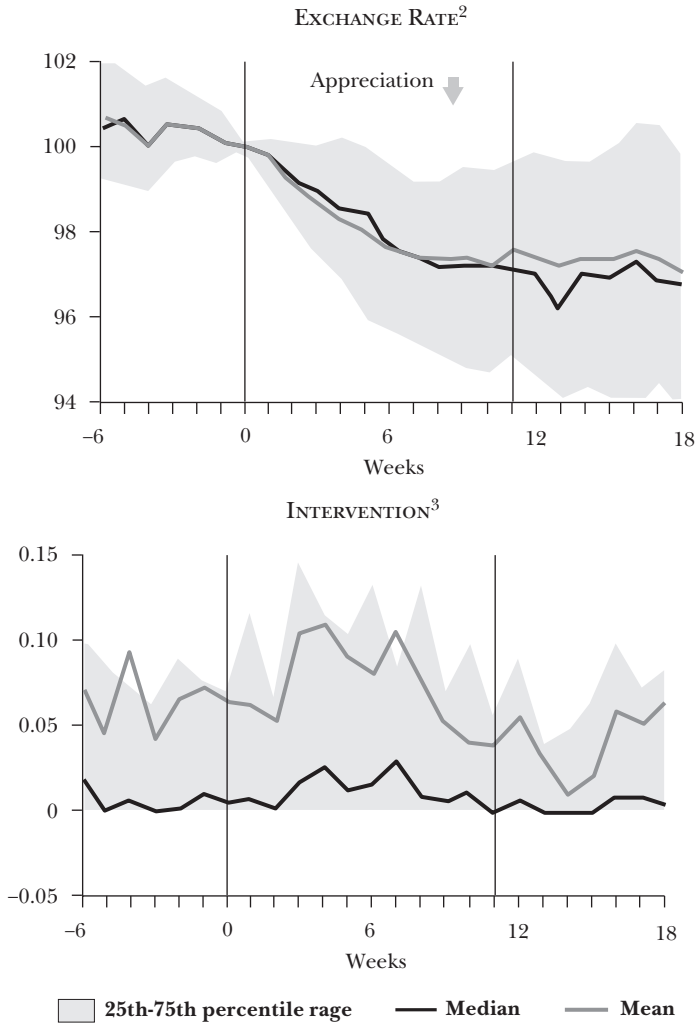 EXCHANGE RATE²
102
Appreciation
100
98
96
94
–6 0 6 12 18
Weeks
INTERVENTION³
0.15
0.10
0.05
0
–0.05
–6 0 6 12 18
Weeks
25th-75th percentile rage Median Mean